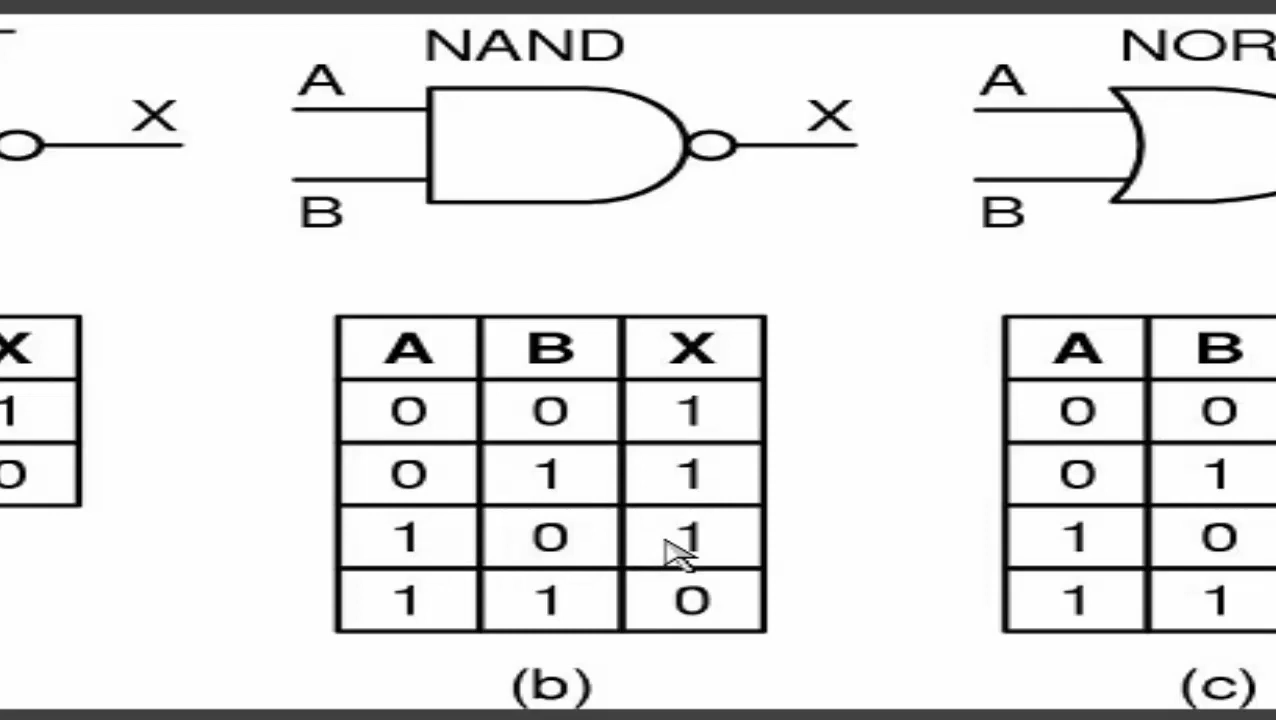 NAND
NOR
X
A
X
A
B
B
X
1
0
A B X
0 0 1
0 1 1
1 0 1
1 1 0
A B
0 0
0 1
1 0
1 1
(b)
(c)